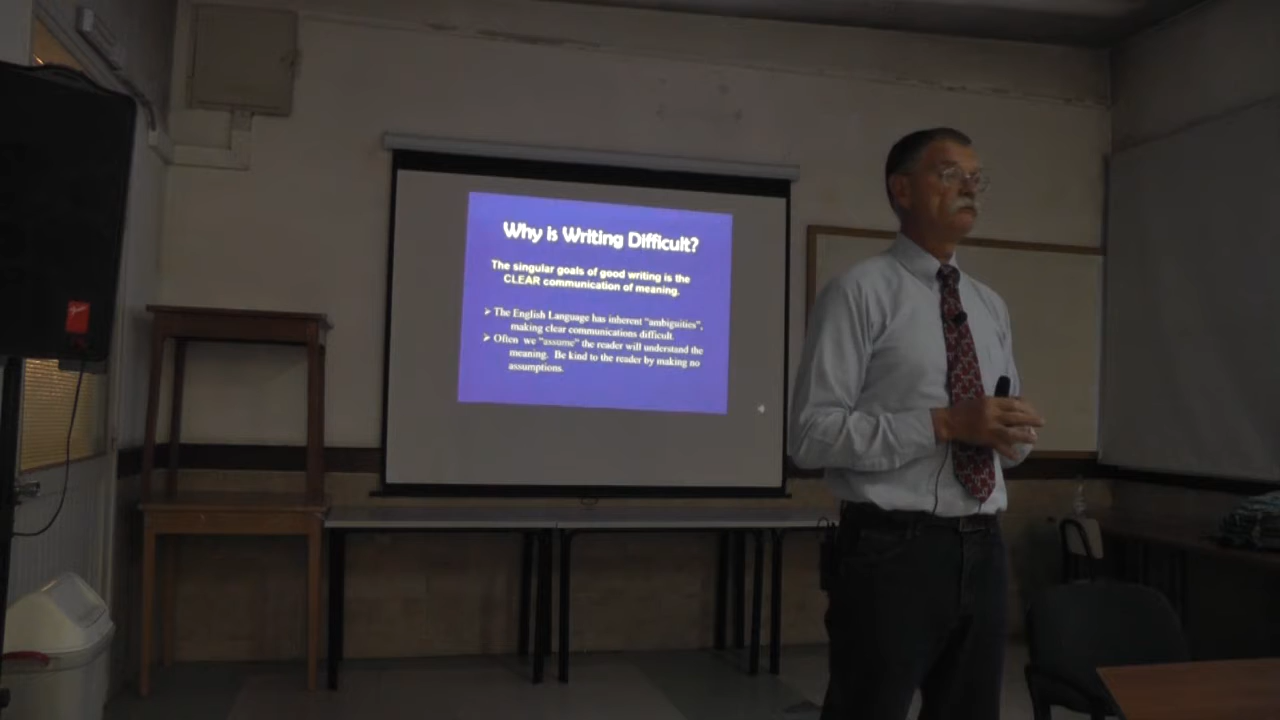 Why is Writing Difficult?
The singular goals of good writing is the
CLEAR communication of meaning.
➤ The English Language has inherent "ambiguities",
making clear communications difficult.
➤ Often we "assume" the reader will understand the
meaning. Be kind to the reader by making no
assumptions.